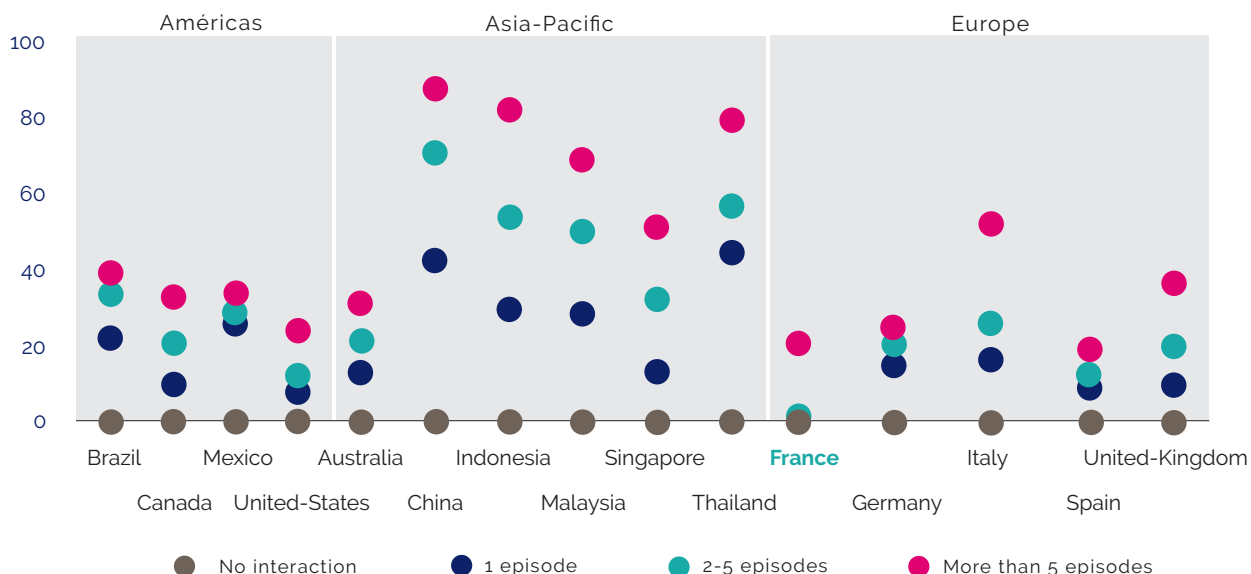 Américas Asia-Pacific Europe
100
80
60
40
20
0
Brazil Mexico Australia Indonesia Singapore France Italy United-Kingdom
Canada United-States China Malaysia Thailand Germany Spain
No interaction 1 episode 2-5 episodes More than 5 episodes